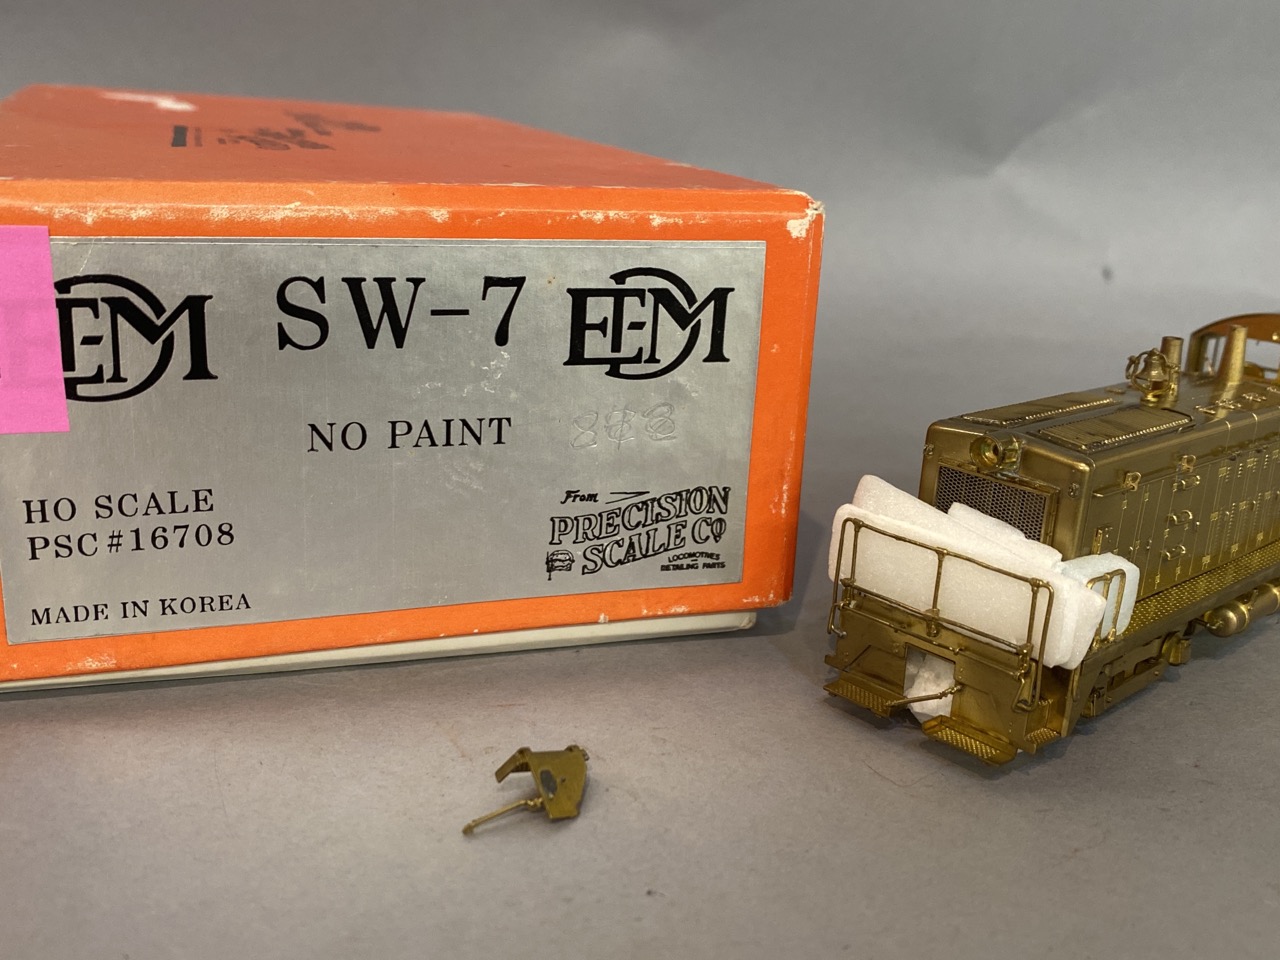 EMD SW-7 EMD
NO PAINT
HO SCALE
PSC #16708
MADE IN KOREA
From
PRECISION
SCALE CO
LOCOMOTIVES
DETAILING PARTS